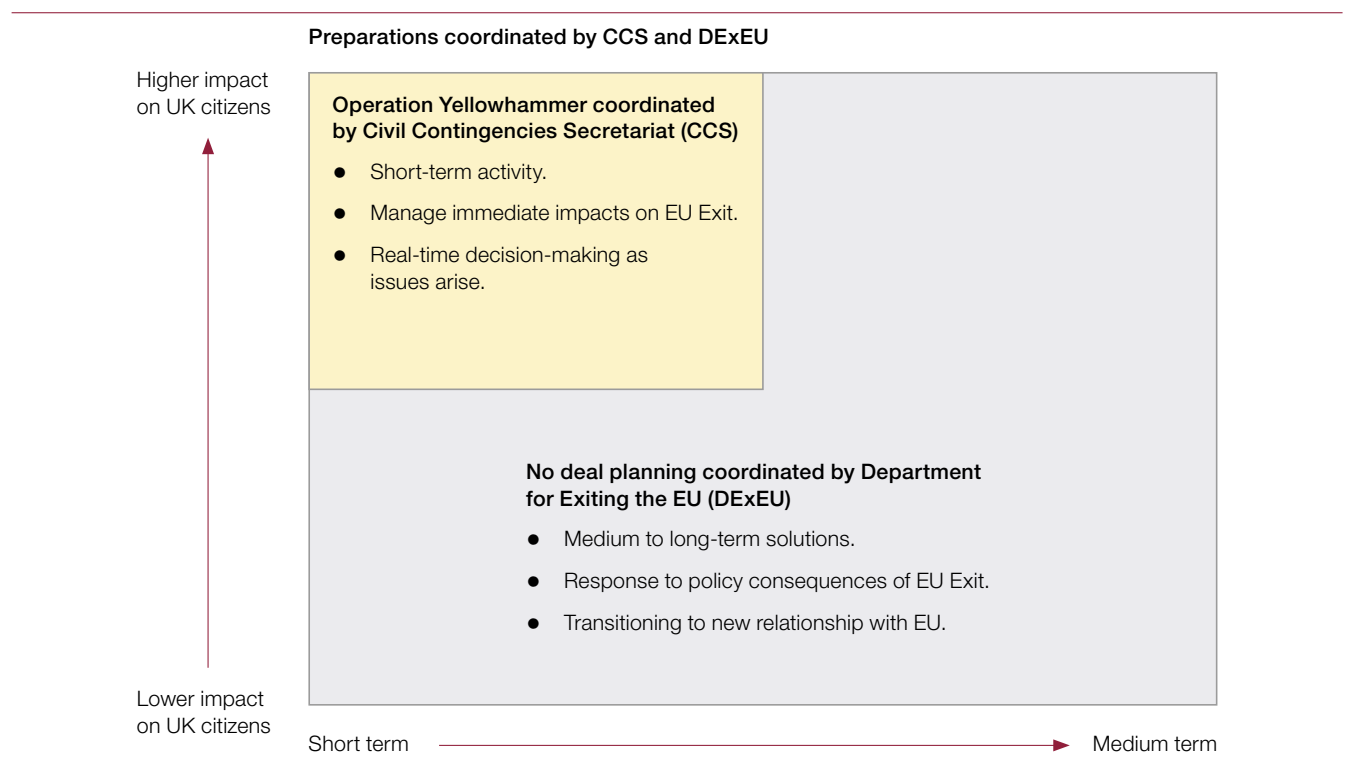 Preparations coordinated by CCS and DExEU
Higher impact
on UK citizens
Operation Yellowhammer coordinated
by Civil Contingencies Secretariat (CCS)
● Short-term activity.
● Manage immediate impacts on EU Exit.
● Real-time decision-making as
issues arise.
No deal planning coordinated by Department
for Exiting the EU (DExEU)
● Medium to long-term solutions.
● Response to policy consequences of EU Exit.
● Transitioning to new relationship with EU.
Lower impact
on UK citizens
Short term
Medium term